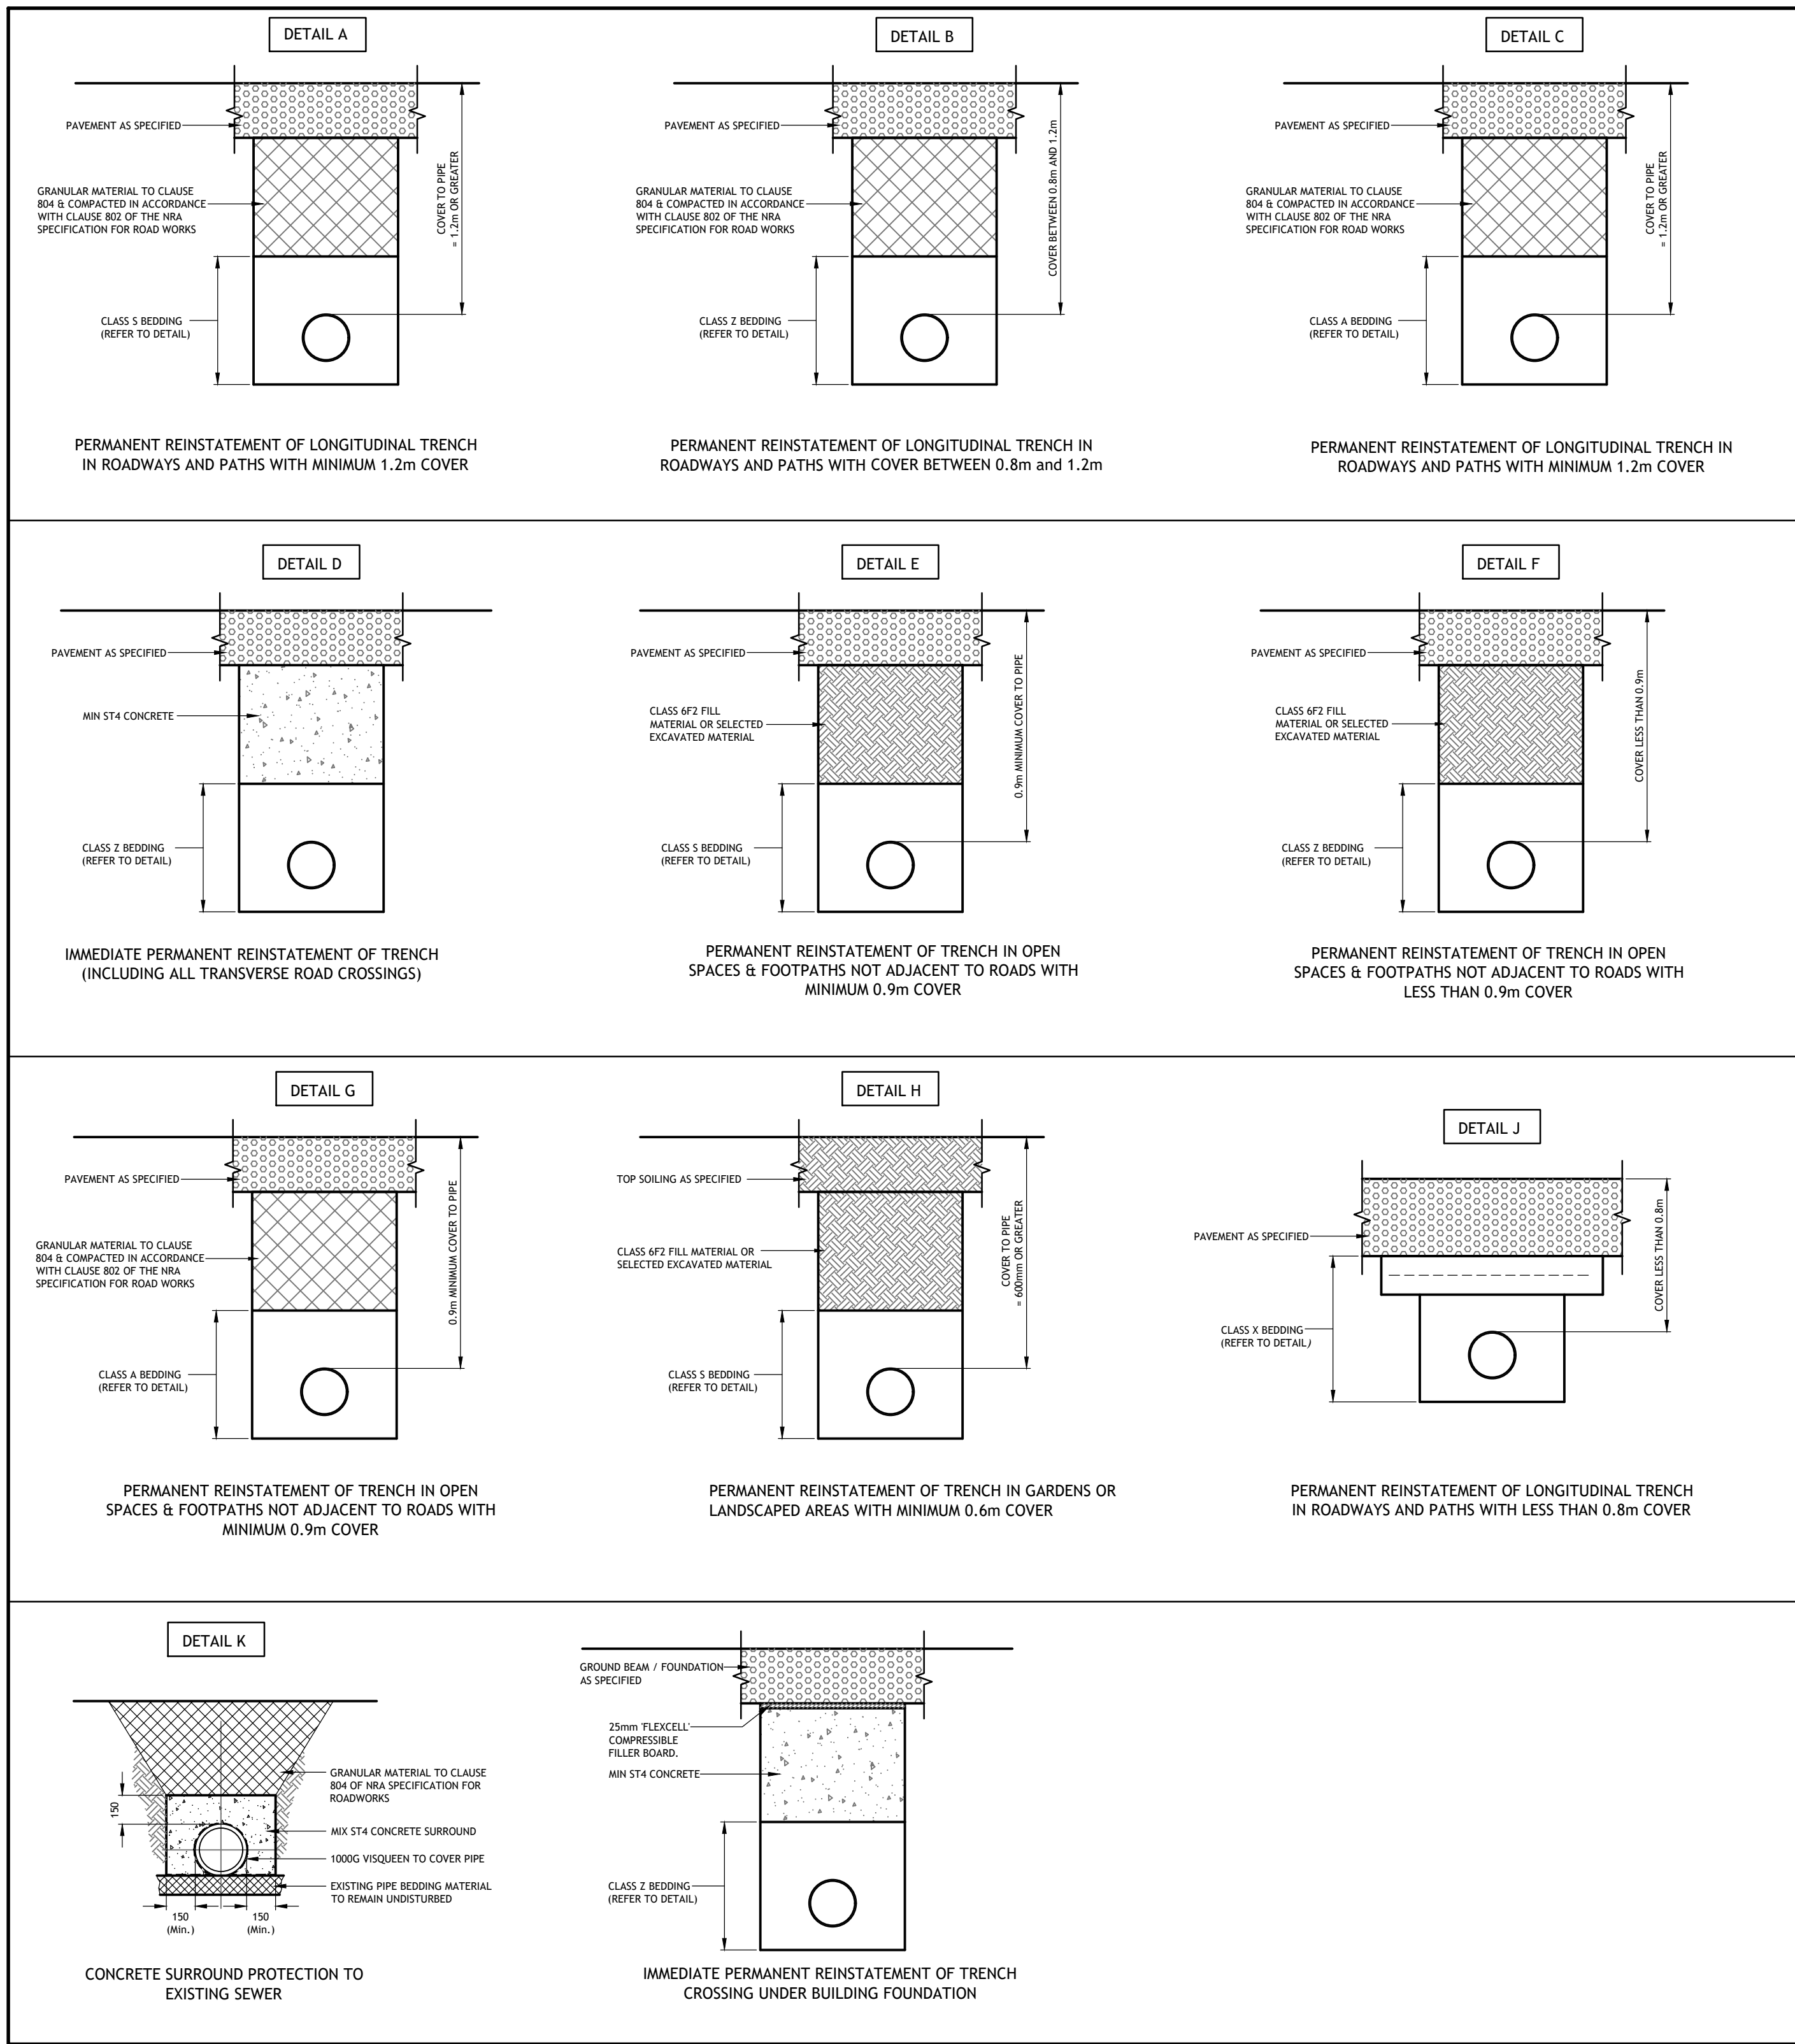 DETAIL A
PAVEMENT AS SPECIFIED
GRANULAR MATERIAL TO CLAUSE
804 & COMPACTED IN ACCORDANCE
WITH CLAUSE 802 OF THE NRA
SPECIFICATION FOR ROAD WORKS
COVER TO PIPE
= 1.2m OR GREATER
CLASS S BEDDING
(REFER TO DETAIL)
PERMANENT REINSTATEMENT OF LONGITUDINAL TRENCH
IN ROADWAYS AND PATHS WITH MINIMUM 1.2m COVER
DETAIL B
PAVEMENT AS SPECIFIED
GRANULAR MATERIAL TO CLAUSE
804 & COMPACTED IN ACCORDANCE
WITH CLAUSE 802 OF THE NRA
SPECIFICATION FOR ROAD WORKS
COVER BETWEEN 0.8m AND 1.2m
CLASS Z BEDDING
(REFER TO DETAIL)
PERMANENT REINSTATEMENT OF LONGITUDINAL TRENCH IN
ROADWAYS AND PATHS WITH COVER BETWEEN 0.8m and 1.2m
DETAIL C
PAVEMENT AS SPECIFIED
GRANULAR MATERIAL TO CLAUSE
804 & COMPACTED IN ACCORDANCE
WITH CLAUSE 802 OF THE NRA
SPECIFICATION FOR ROAD WORKS
COVER TO PIPE
= 1.2m OR GREATER
CLASS A BEDDING
(REFER TO DETAIL)
PERMANENT REINSTATEMENT OF LONGITUDINAL TRENCH IN
ROADWAYS AND PATHS WITH MINIMUM 1.2m COVER
DETAIL D
PAVEMENT AS SPECIFIED
MIN ST4 CONCRETE
CLASS Z BEDDING
(REFER TO DETAIL)
IMMEDIATE PERMANENT REINSTATEMENT OF TRENCH
(INCLUDING ALL TRANSVERSE ROAD CROSSINGS)
DETAIL E
PAVEMENT AS SPECIFIED
CLASS 6F2 FILL
MATERIAL OR SELECTED
EXCAVATED MATERIAL
0.9m MINIMUM COVER TO PIPE
CLASS S BEDDING
(REFER TO DETAIL)
PERMANENT REINSTATEMENT OF TRENCH IN OPEN
SPACES & FOOTPATHS NOT ADJACENT TO ROADS WITH
MINIMUM 0.9m COVER
DETAIL F
PAVEMENT AS SPECIFIED
CLASS 6F2 FILL
MATERIAL OR SELECTED
EXCAVATED MATERIAL
COVER LESS THAN 0.9m
CLASS Z BEDDING
(REFER TO DETAIL)
PERMANENT REINSTATEMENT OF TRENCH IN OPEN
SPACES & FOOTPATHS NOT ADJACENT TO ROADS WITH
LESS THAN 0.9m COVER
DETAIL G
PAVEMENT AS SPECIFIED
GRANULAR MATERIAL TO CLAUSE
804 & COMPACTED IN ACCORDANCE
WITH CLAUSE 802 OF THE NRA
SPECIFICATION FOR ROAD WORKS
0.9m MINIMUM COVER TO PIPE
CLASS A BEDDING
(REFER TO DETAIL)
PERMANENT REINSTATEMENT OF TRENCH IN OPEN
SPACES & FOOTPATHS NOT ADJACENT TO ROADS WITH
MINIMUM 0.9m COVER
DETAIL H
TOP SOILING AS SPECIFIED
CLASS 6F2 FILL MATERIAL OR
SELECTED EXCAVATED MATERIAL
COVER TO PIPE
= 600mm OR GREATER
CLASS S BEDDING
(REFER TO DETAIL)
PERMANENT REINSTATEMENT OF TRENCH IN GARDENS OR
LANDSCAPED AREAS WITH MINIMUM 0.6m COVER
DETAIL J
PAVEMENT AS SPECIFIED
COVER LESS THAN 0.8m
CLASS X BEDDING
(REFER TO DETAIL)
PERMANENT REINSTATEMENT OF LONGITUDINAL TRENCH
IN ROADWAYS AND PATHS WITH LESS THAN 0.8m COVER
DETAIL K
GRANULAR MATERIAL TO CLAUSE
804 OF NRA SPECIFICATION FOR
ROADWORKS
150
MIX ST4 CONCRETE SURROUND
1000G VISQUEEN TO COVER PIPE
EXISTING PIPE BEDDING MATERIAL
TO REMAIN UNDISTURBED
150 150
(Min.) (Min.)
CONCRETE SURROUND PROTECTION TO
EXISTING SEWER
GROUND BEAM / FOUNDATION
AS SPECIFIED
25mm 'FLEXCELL'
COMPRESSIBLE
FILLER BOARD.
MIN ST4 CONCRETE
CLASS Z BEDDING
(REFER TO DETAIL)
IMMEDIATE PERMANENT REINSTATEMENT OF TRENCH
CROSSING UNDER BUILDING FOUNDATION